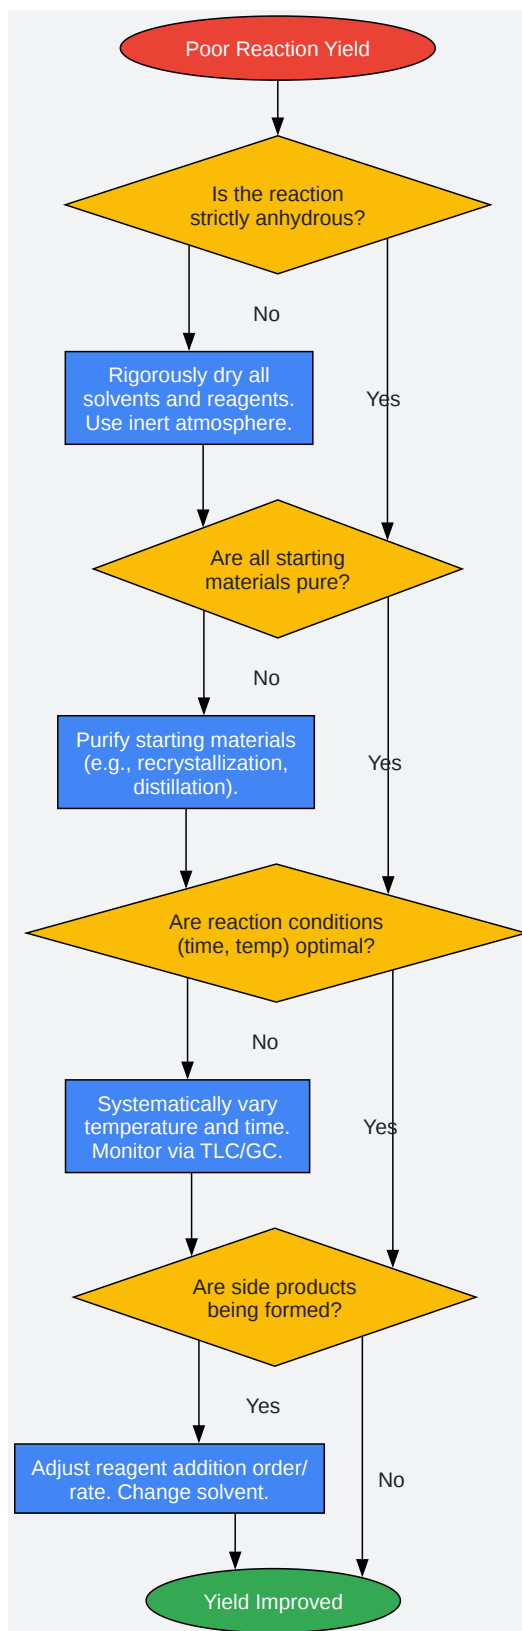 Poor Reaction Yield
Is the reaction
strictly anhydrous?
No
Rigorously dry all
solvents and reagents.
Use inert atmosphere.
Yes
Are all starting
materials pure?
No
Purify starting materials
(e.g., recrystallization,
distillation).
Yes
Are reaction conditions
(time, temp) optimal?
No
Systematically vary
temperature and time.
Monitor via TLC/GC.
Yes
Are side products
being formed?
Yes
Adjust reagent addition order/
rate. Change solvent.
No
Yield Improved